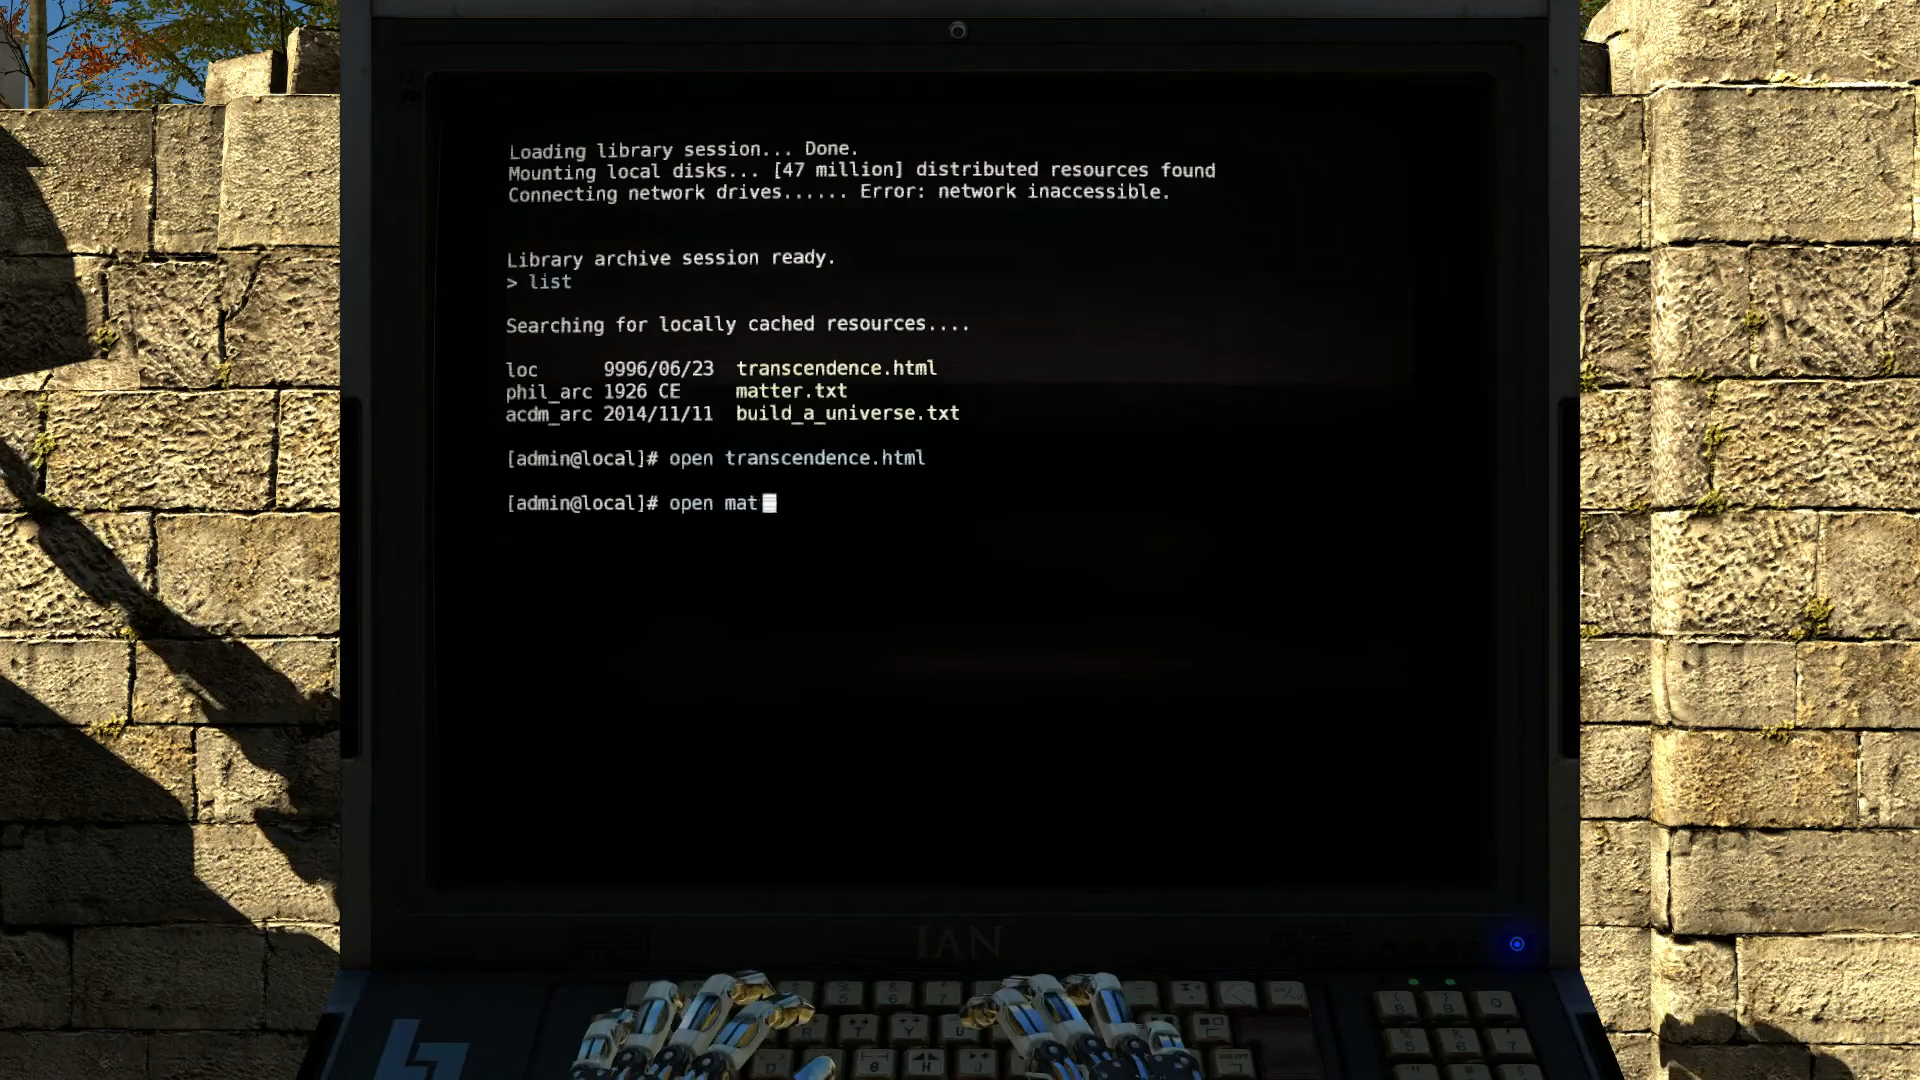 Loading library session... Done.
Mounting local disks... [47 million] distributed resources found
Connecting network drives...... Error: network inaccessible.
Library archive session ready.
> list
Searching for locally cached resources....
loc 9996/06/23 transcendence.html
phil_arc 1926 CE matter.txt
acdm_arc 2014/11/11 build_a_universe.txt
[admin@local]# open transcendence.html
[admin@local]# open mat
IAN